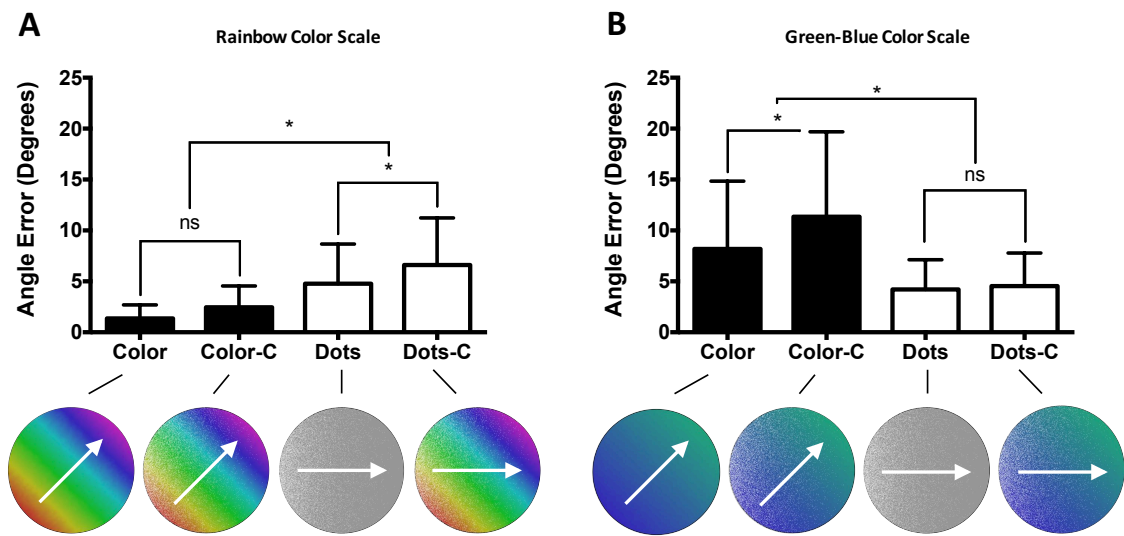 A
Rainbow Color Scale
Angle Error (Degrees)
25
20
15
10
5
0
*
*
ns
Color
Color-C
Dots
Dots-C
B
Green-Blue Color Scale
Angle Error (Degrees)
25
20
15
10
5
0
*
*
ns
Color
Color-C
Dots
Dots-C